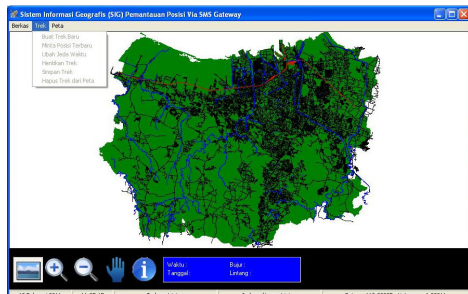 Sistem Informasi Geografis (SIG) Pemantauan Posisi Via SMS Gateway
Berkas Trek Peta
Buat Trek Baru
Minta Posisi Terbaru
Ubah Jeda Waktu
Hentikan Trek
Simpan Trek
Hapus Trek dari Peta
Waktu : Bujur :
Tanggal: Lintang :